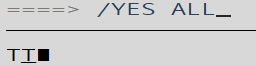 ====> /YES ALL_
TI■